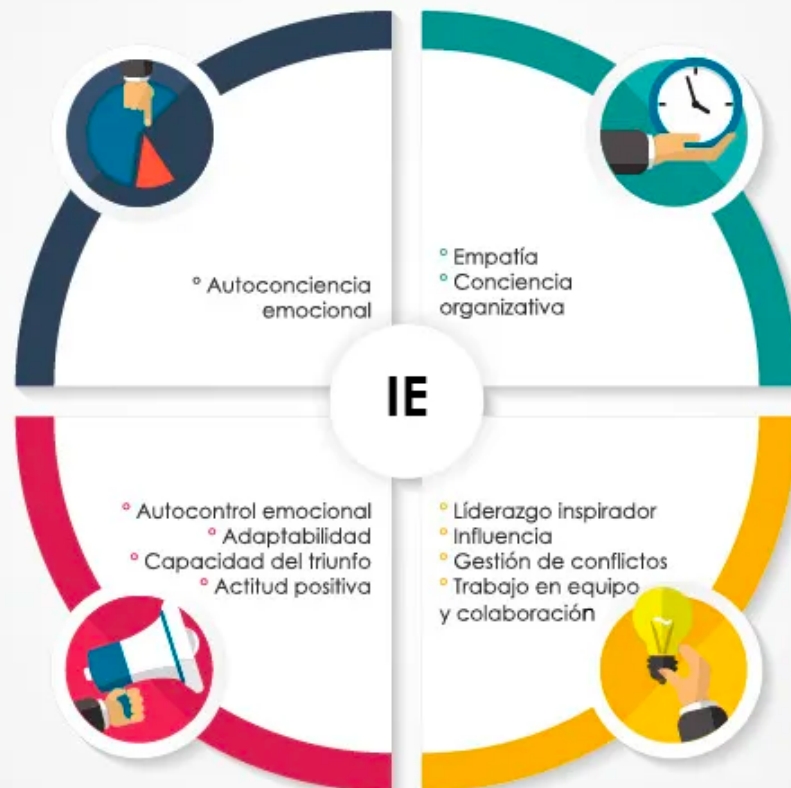 ° Autoconciencia
emocional
° Empatía
° Conciencia
organizativa
IE
° Autocontrol emocional
° Adaptabilidad
° Capacidad del triunfo
° Actitud positiva
° Líderazgo inspirador
° Influencia
° Gestión de conflictos
° Trabajo en equipo
y colaboración